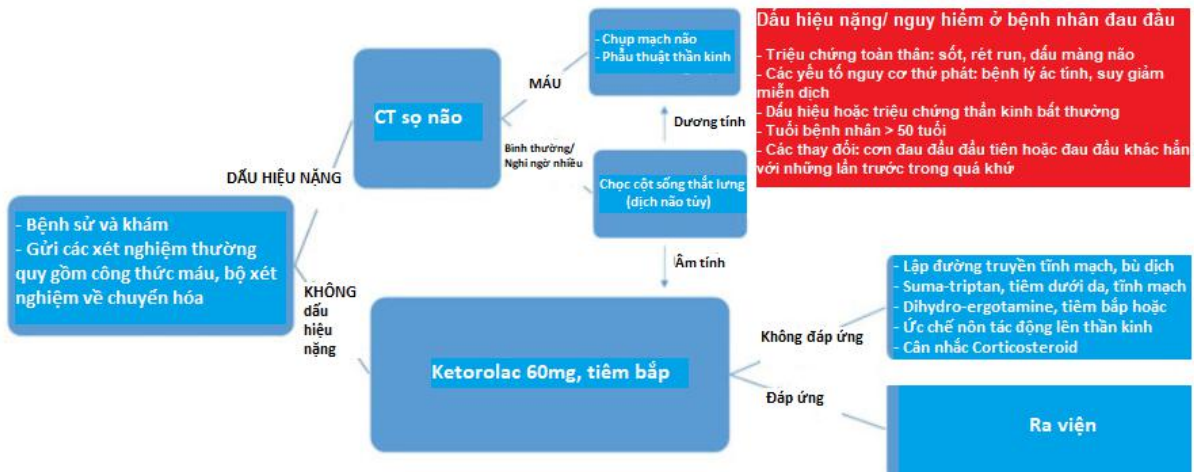 - Bệnh sử và khám
- Gửi các xét nghiệm thường
quy gồm công thức máu, bộ xét
nghiệm về chuyển hóa
DẤU HIỆU NẶNG
KHÔNG
dấu
hiệu
nặng
CT sọ não
MÁU
Bình thường/
Nghi ngờ nhiều
- Chụp mạch não
- Phẫu thuật thần kinh
Dương tính
Chọc cột sống thắt lưng
(dịch não tủy)
Âm tính
Ketorolac 60mg, tiêm bắp
Không đáp ứng
Đáp ứng
- Lập đường truyền tĩnh mạch, bù dịch
- Suma-triptan, tiêm dưới da, tĩnh mạch
- Dihydro-ergotamine, tiêm bắp hoặc
- Ức chế nôn tác động lên thần kinh
- Cân nhắc Corticosteroid
Ra viện
Dấu hiệu nặng/ nguy hiểm ở bệnh nhân đau đầu
- Triệu chứng toàn thân: sốt, rét run, dấu màng não
- Các yếu tố nguy cơ thứ phát: bệnh lý ác tính, suy giảm
miễn dịch
- Dấu hiệu hoặc triệu chứng thần kinh bất thường
- Tuổi bệnh nhân > 50 tuổi
- Các thay đổi: cơn đau đầu đầu tiên hoặc đau đầu khác hẳn
với những lần trước trong quá khứ